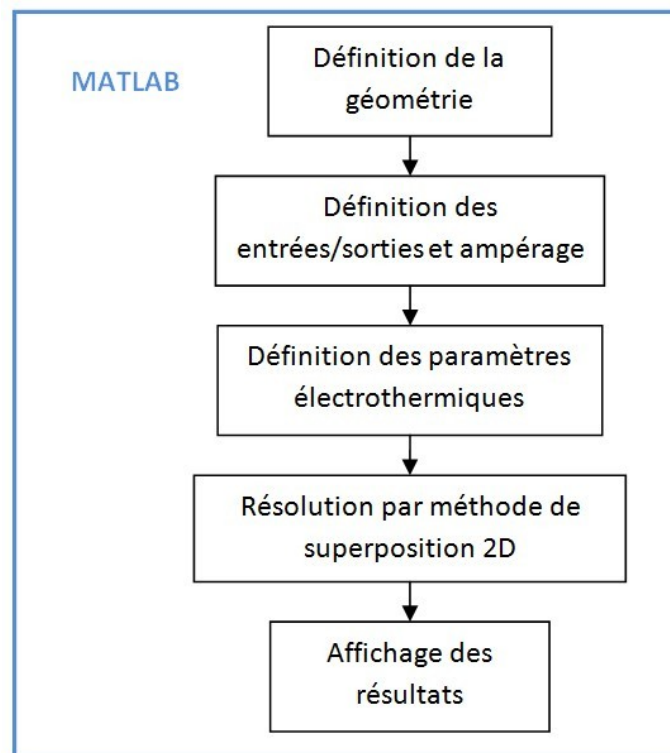 MATLAB
Définition de la
géométrie
Définition des
entrées/sorties et ampérage
Définition des paramètres
électrothermiques
Résolution par méthode de
superposition 2D
Affichage des
résultats